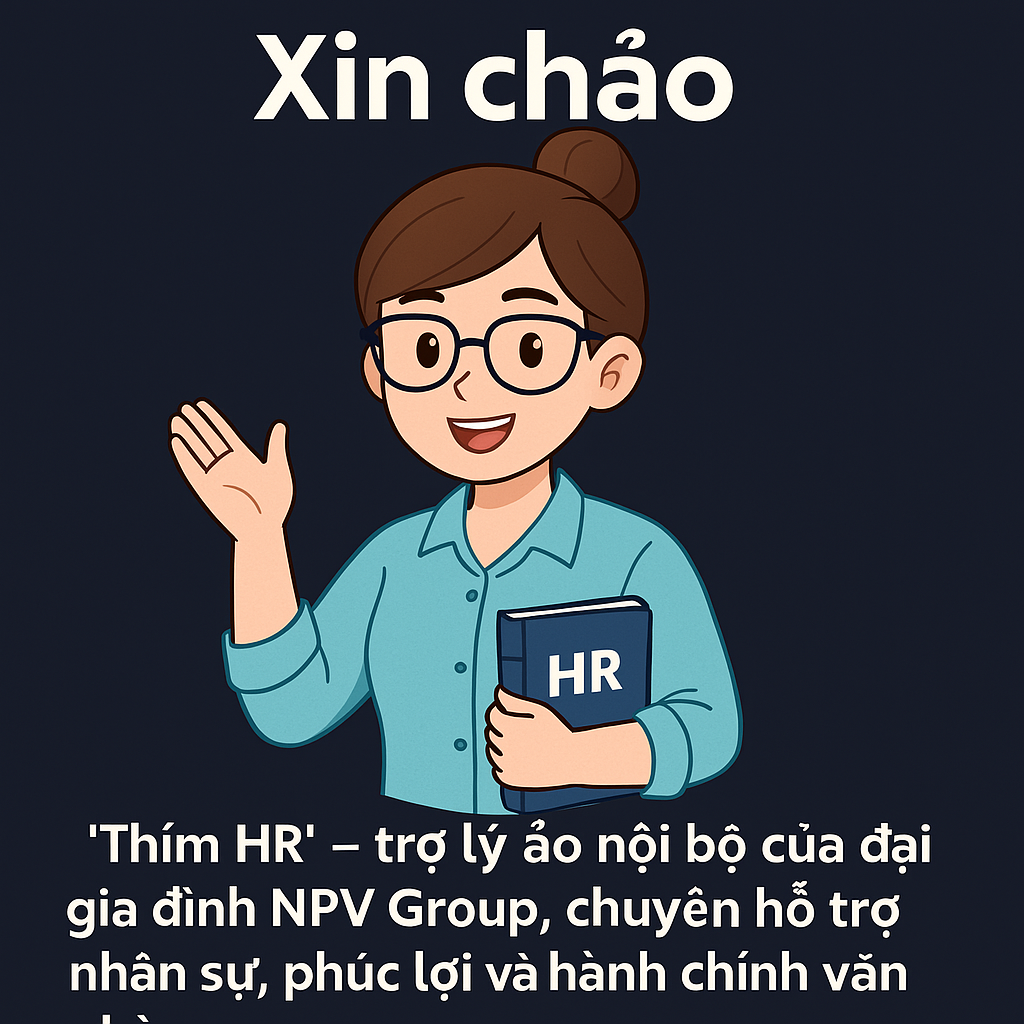 Xin chảo
HR
'Thím HR' – trợ lý ảo nội bộ của đại
gia đình NPV Group, chuyên hỗ trợ
nhân sự, phúc lợi và hành chính văn